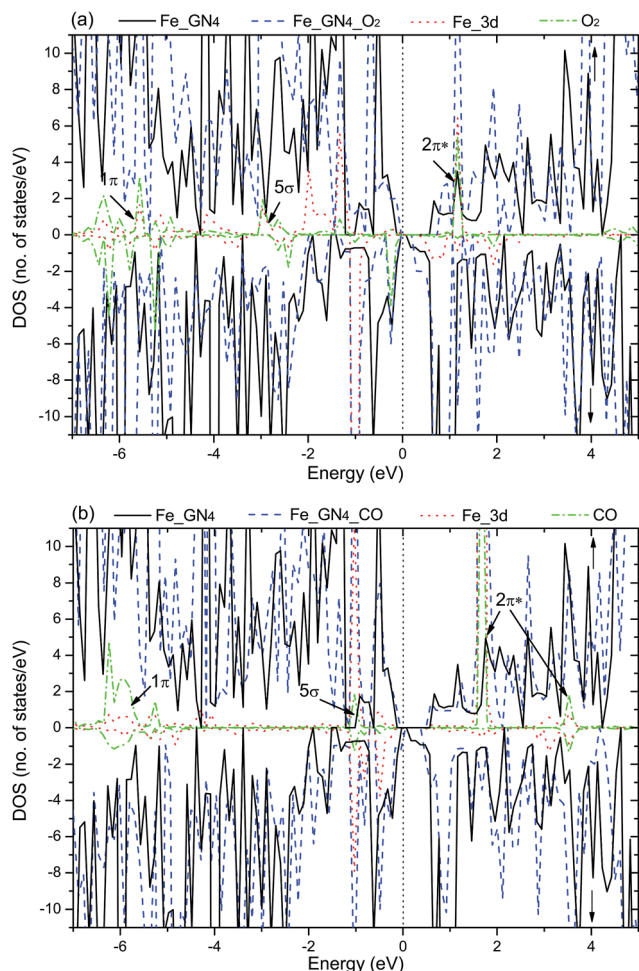 (a) Fe_GN4 Fe_GN4_O₂ Fe_3d O₂
10
8
6
4
2
0
-2
-4
-6
-8
-10
DOS (no. of states/eV)
1π
5σ
2π*
-6 -4 -2 0 2 4
Energy (eV)
(b) Fe_GN4 Fe_GN4_CO Fe_3d CO
10
8
6
4
2
0
-2
-4
-6
-8
-10
DOS (no. of states/eV)
1π
5σ
2π*
-6 -4 -2 0 2 4
Energy (eV)